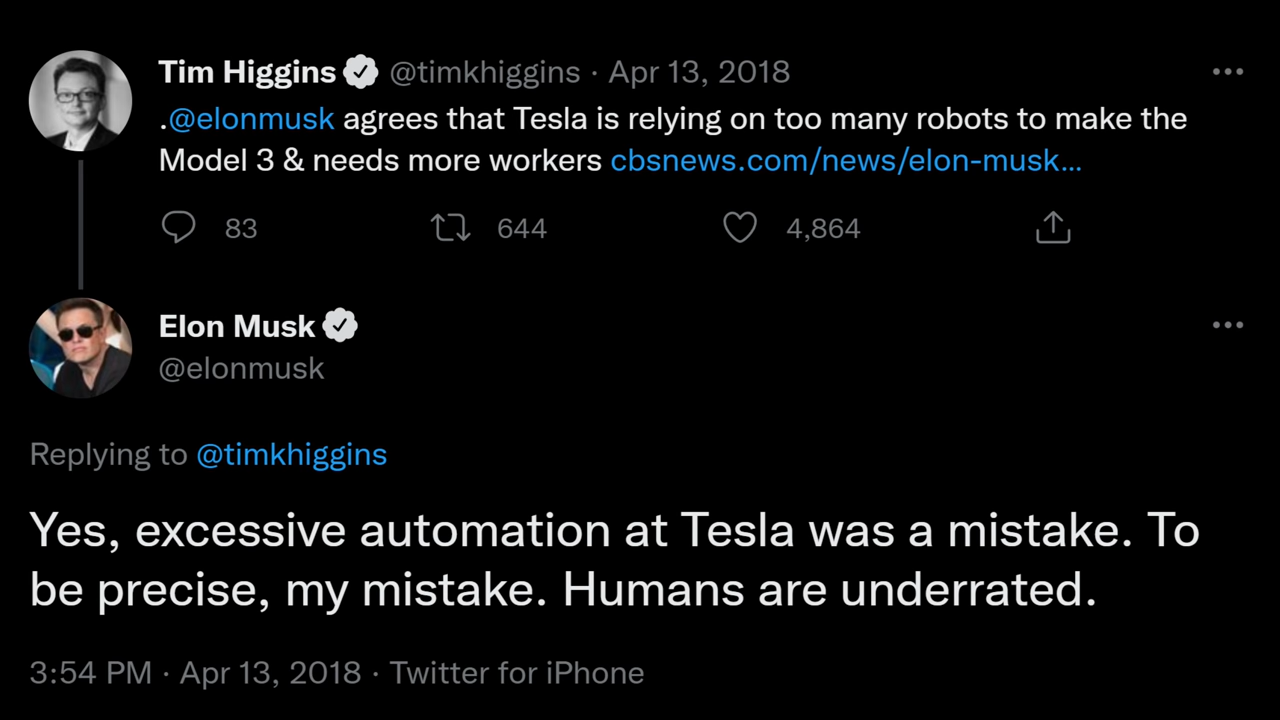 Tim Higgins @timkhiggins · Apr 13, 2018
.@elonmusk agrees that Tesla is relying on too many robots to make the
Model 3 & needs more workers cbsnews.com/news/elon-musk...
83 644 4,864
Elon Musk
@elonmusk
Replying to @timkhiggins
Yes, excessive automation at Tesla was a mistake. To
be precise, my mistake. Humans are underrated.
3:54 PM · Apr 13, 2018 · Twitter for iPhone